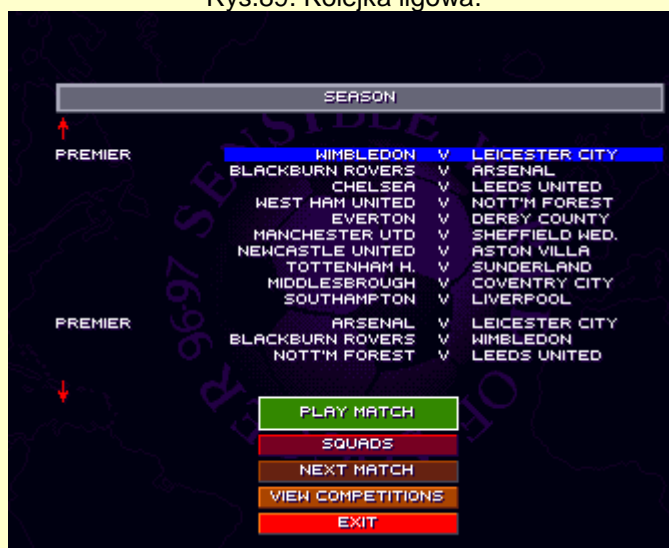 Rys.89. Kolejka ligowa.
SEASON
PREMIER WIMBLEDON V LEICESTER CITY
BLACKBURN ROVERS V ARSENAL
CHELSEA V LEEDS UNITED
WEST HAM UNITED V NOTT'M FOREST
EVERTON V DERBY COUNTY
MANCHESTER UTD V SHEFFIELD WED.
NEWCASTLE UNITED V ASTON VILLA
TOTTENHAM H. V SUNDERLAND
MIDDLESBROUGH V COVENTRY CITY
SOUTHAMPTON V LIVERPOOL
PREMIER ARSENAL V LEICESTER CITY
BLACKBURN ROVERS V WIMBLEDON
NOTT'M FOREST V LEEDS UNITED
PLAY MATCH
SQUADS
NEXT MATCH
VIEW COMPETITIONS
EXIT